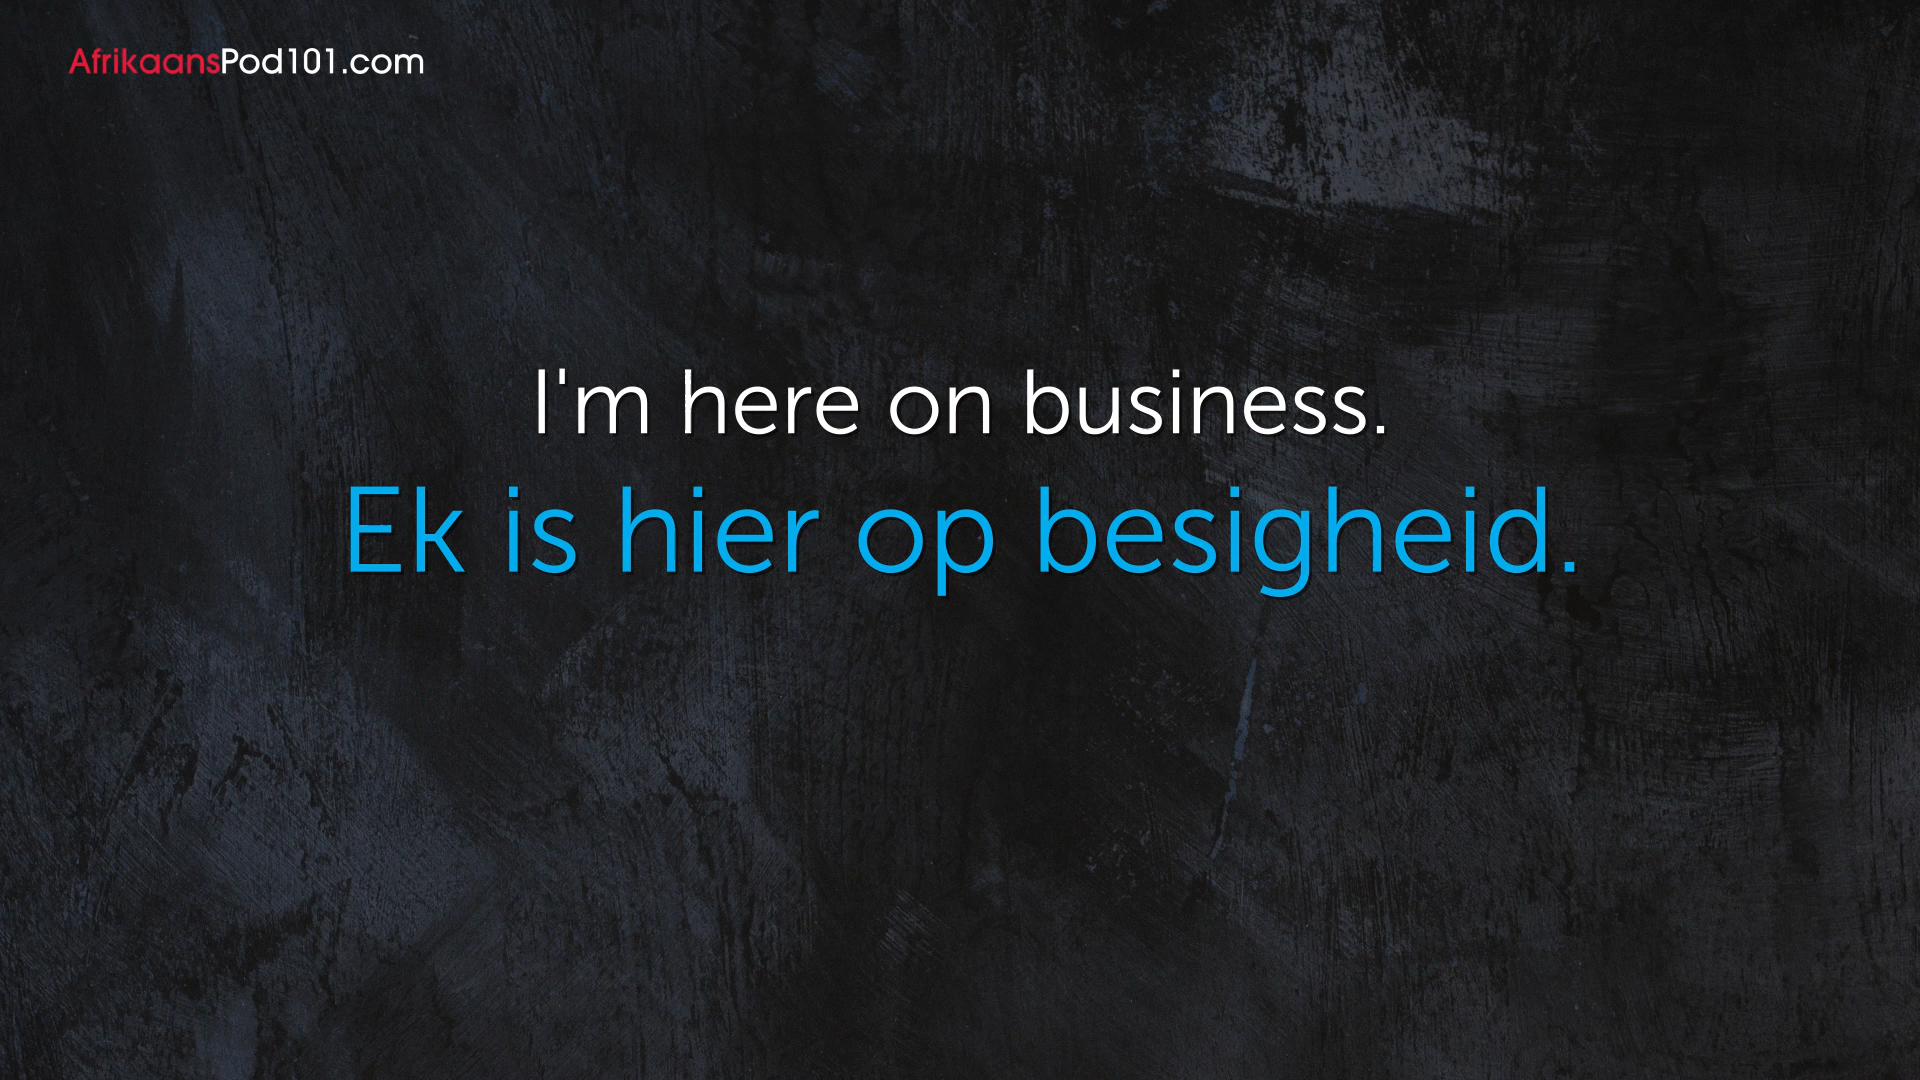 AfrikaansPod101.com
I'm here on business.
Ek is hier op besigheid.